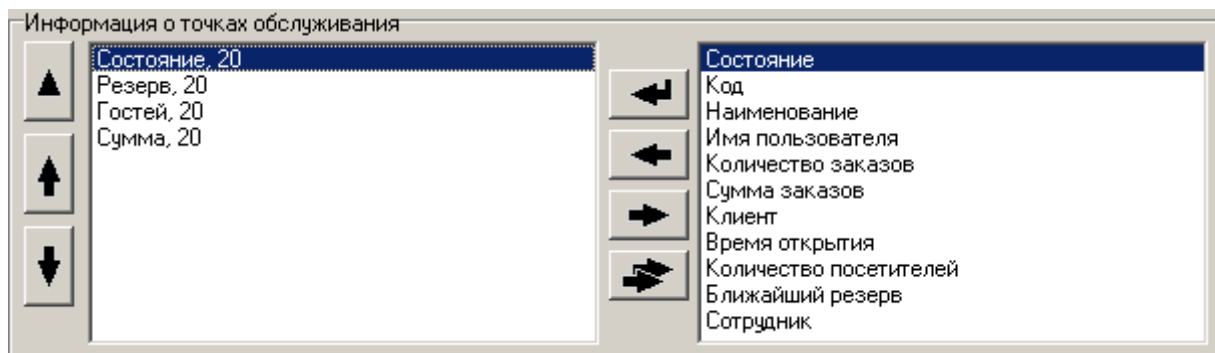 Информация о точках обслуживания
Состояние, 20
Резерв, 20
Гостей, 20
Сумма, 20
Состояние
Код
Наименование
Имя пользователя
Количество заказов
Сумма заказов
Клиент
Время открытия
Количество посетителей
Ближайший резерв
Сотрудник